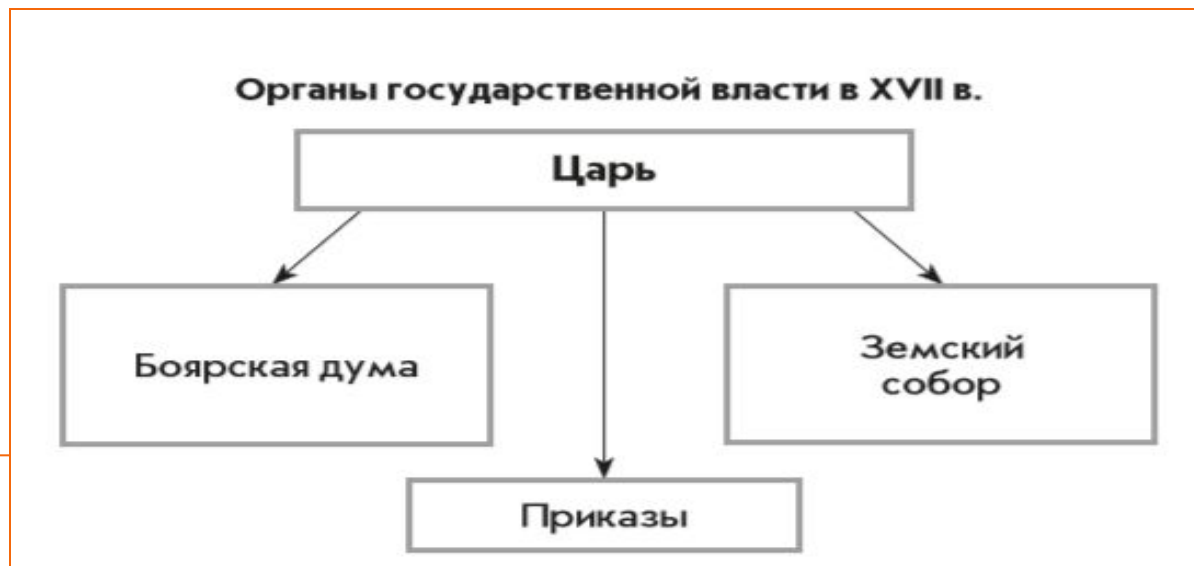 Органы государственной власти в XVII в.
Царь
Боярская дума
Земский
собор
Приказы